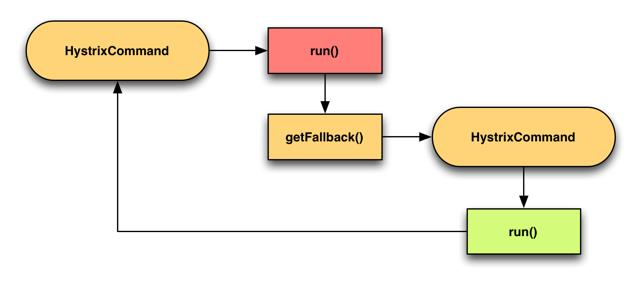 HystrixCommand
run()
getFallback()
HystrixCommand
run()